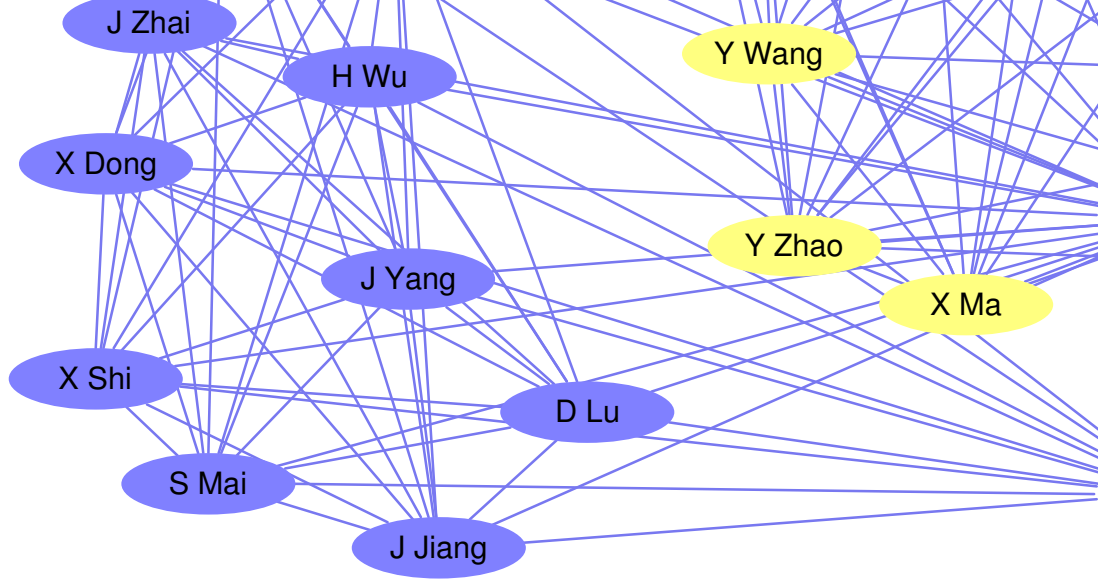 J Zhai
Y Wang
H Wu
X Dong
Y Zhao
J Yang
X Ma
X Shi
D Lu
S Mai
J Jiang